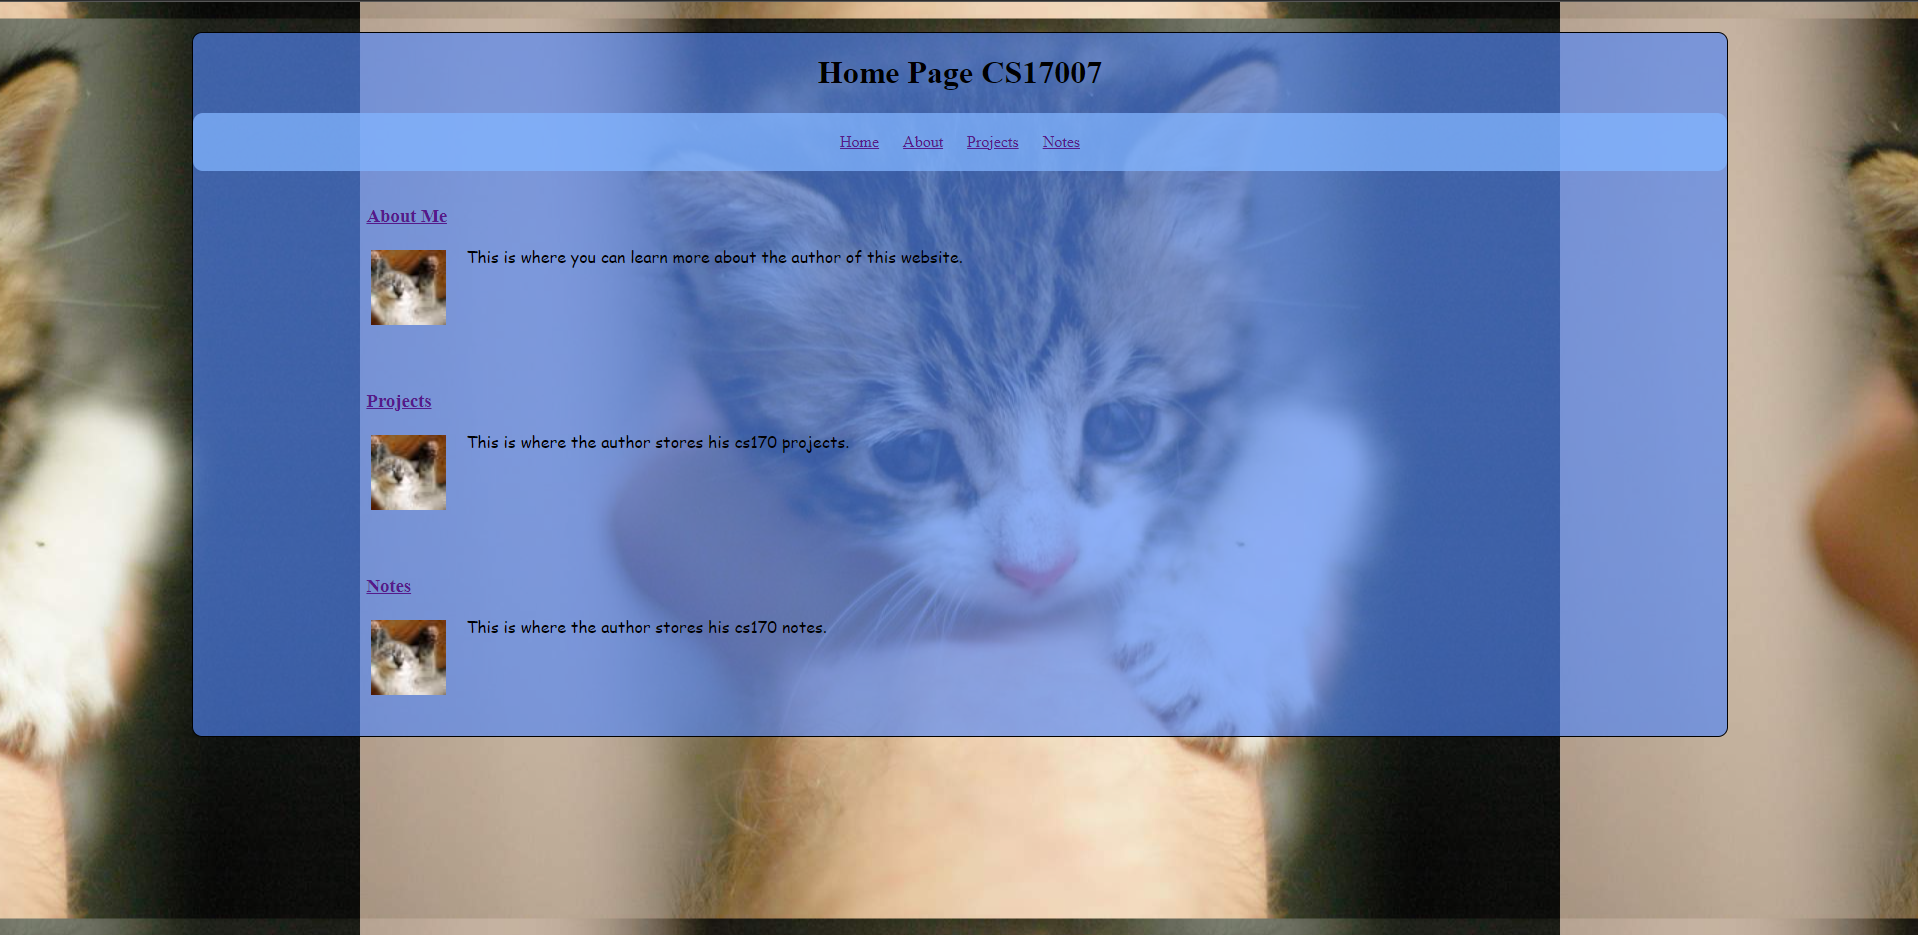 Home Page CS17007
Home About Projects Notes
About Me
This is where you can learn more about the author of this website.
Projects
This is where the author stores his cs170 projects.
Notes
This is where the author stores his cs170 notes.